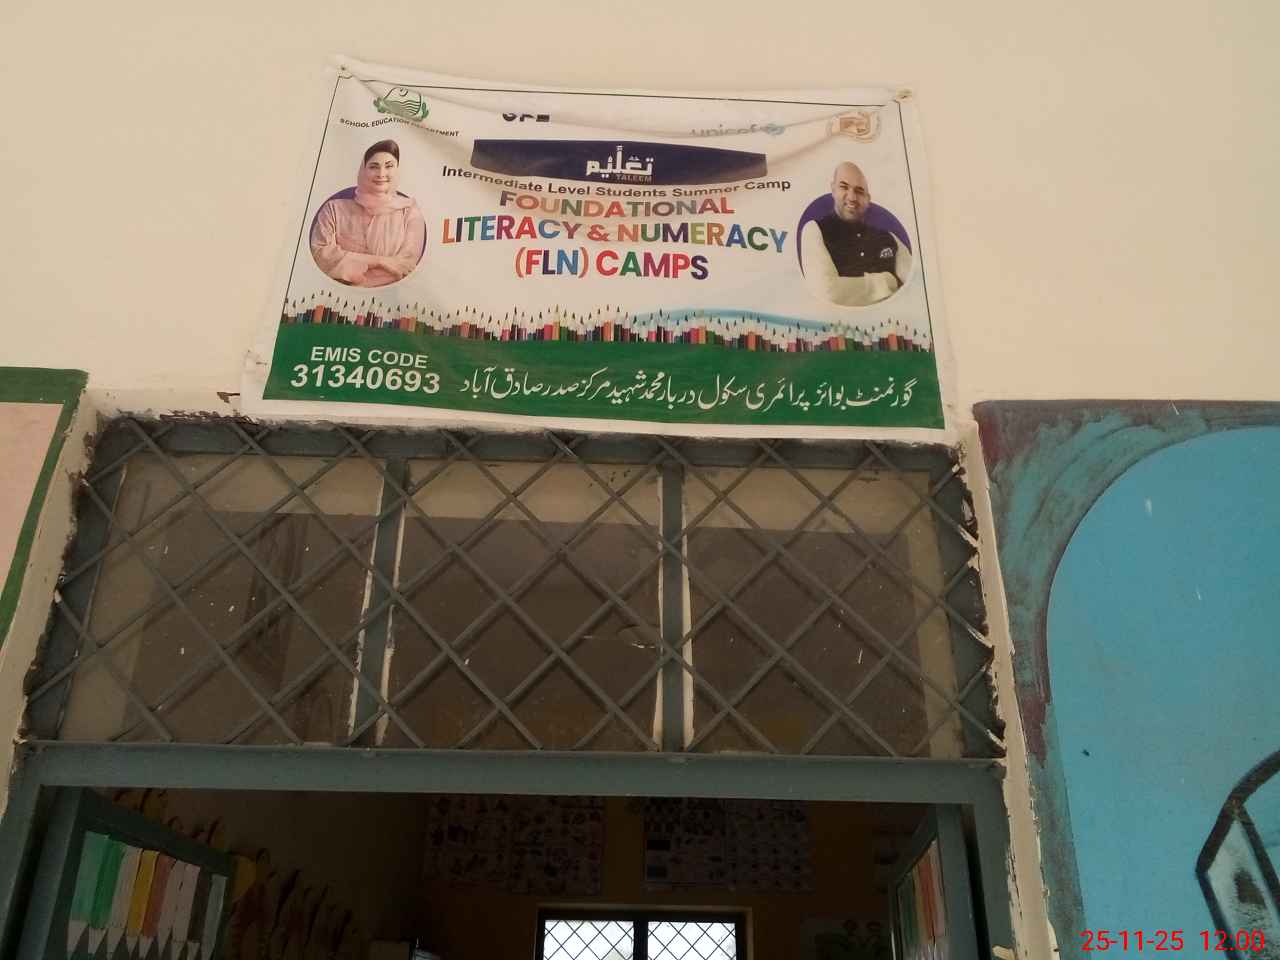 SCHOOL EDUCATION DEPARTMENT
unicef
تعلیم
TALEEM
Intermediate Level Students Summer Camp
FOUNDATIONAL
LITERACY & NUMERACY
(FLN) CAMPS
EMIS CODE
31340693
گورنمنٹ بوائز پرائمری سکول دربار محمد شہید مرکز صدر صادق آباد
25-11-25 12:00